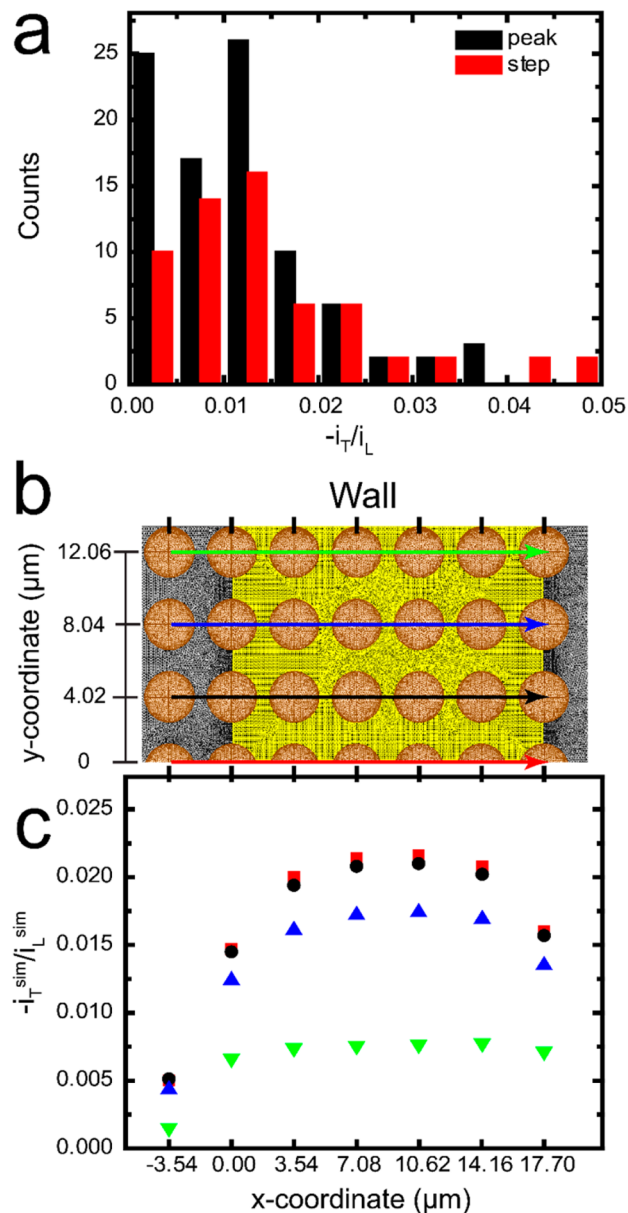 a
peak
step
25
20
15
10
5
0
Counts
0.00 0.01 0.02 0.03 0.04 0.05
-iT/iL
b
Wall
12.06
8.04
4.02
0
y-coordinate (µm)
c
0.025
0.020
0.015
0.010
0.005
0.000
-iTsim/iLsim
-3.54 0.00 3.54 7.08 10.62 14.16 17.70
x-coordinate (µm)